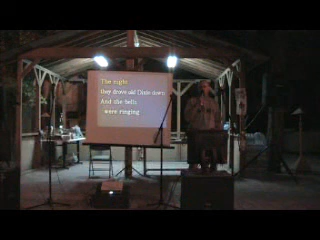 The night
they drove old Dixie down
And the bells
were ringing